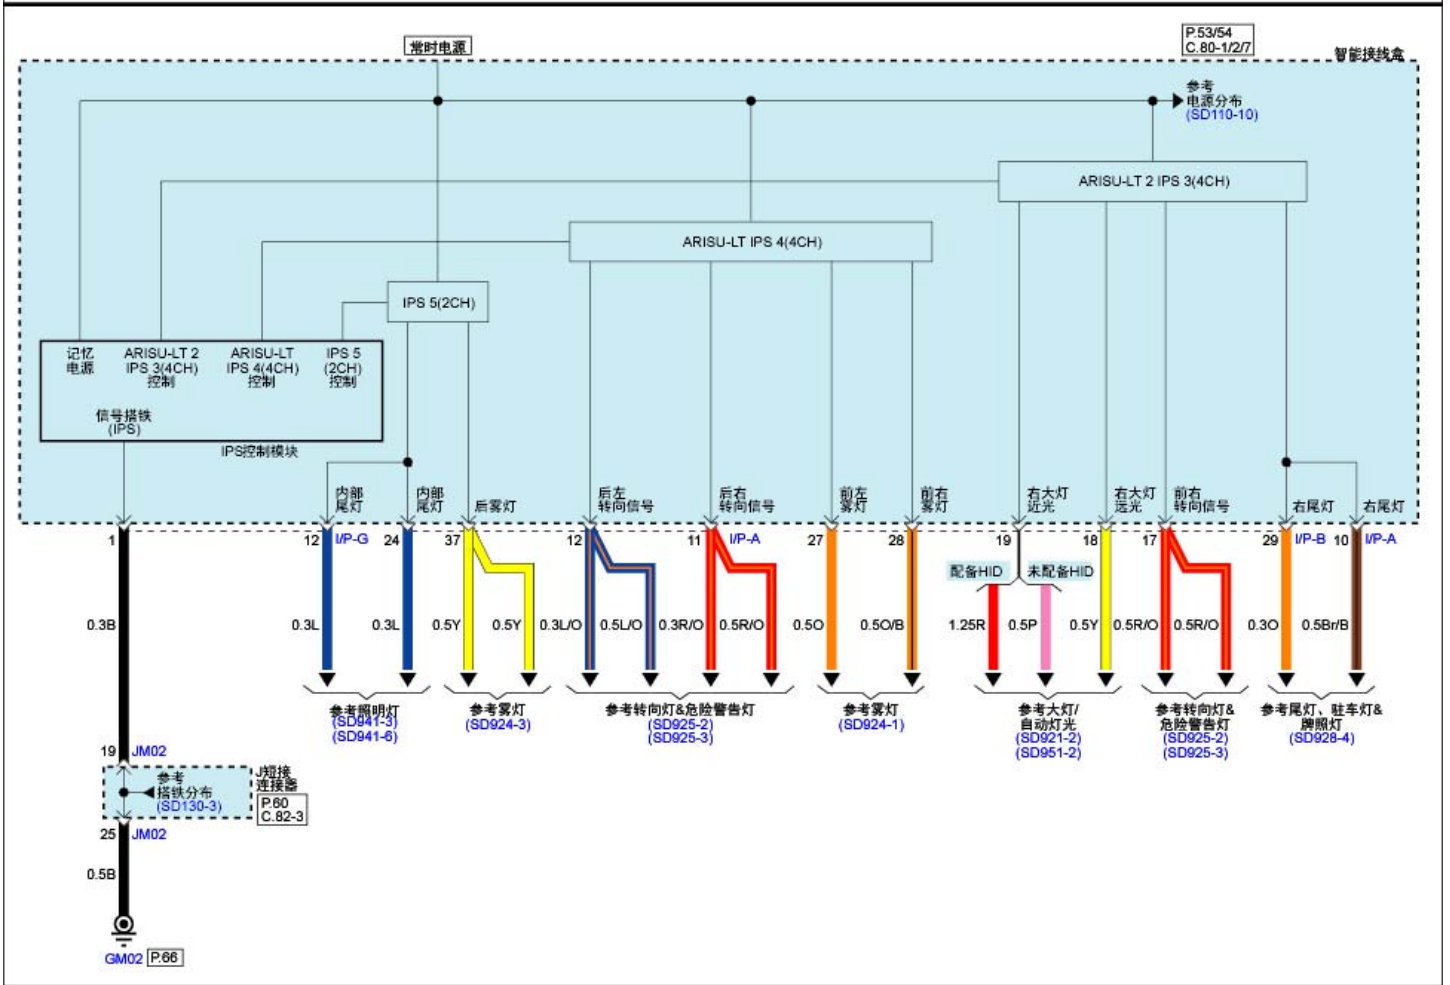 常时电源
P.53/54
C.80-1/2/7
智能接线盒
参考
电源分布
(SD110-10)
ARISU-LT 2 IPS 3(4CH)
ARISU-LT IPS 4(4CH)
IPS 5(2CH)
记忆
电源
ARISU-LT 2
IPS 3(4CH)
控制
ARISU-LT
IPS 4(4CH)
控制
IPS 5
(2CH)
控制
信号搭铁
(IPS)
IPS控制模块
内部
尾灯
内部
尾灯
后雾灯
后左
转向信号
后右
转向信号
前左
雾灯
前右
雾灯
右大灯
近光
右大灯
远光
前右
转向信号
右尾灯
右尾灯
1
12 I/P-G 24
37
12
11 I/P-A
27
28
19
18
17
29 I/P-B 10 I/P-A
配备HID
未配备HID
0.3B
0.3L
0.3L
0.5Y
0.5Y
0.3L/O
0.5L/O
0.3R/O
0.5R/O
0.5O
0.5O/B
1.25R
0.5P
0.5Y
0.5R/O
0.5R/O
0.3O
0.5Br/B
参考照明灯
(SD941-3)
(SD941-6)
参考雾灯
(SD924-3)
参考转向灯&危险警告灯
(SD925-2)
(SD925-3)
参考雾灯
(SD924-1)
参考大灯/
自动灯光
(SD921-2)
(SD951-2)
参考转向灯&
危险警告灯
(SD925-2)
(SD925-3)
参考尾灯、驻车灯&
牌照灯
(SD928-4)
19 JM02
参考
搭铁分布
(SD130-3)
J短接
连接器
P.60
C.82-3
25 JM02
0.5B
GM02 P.66